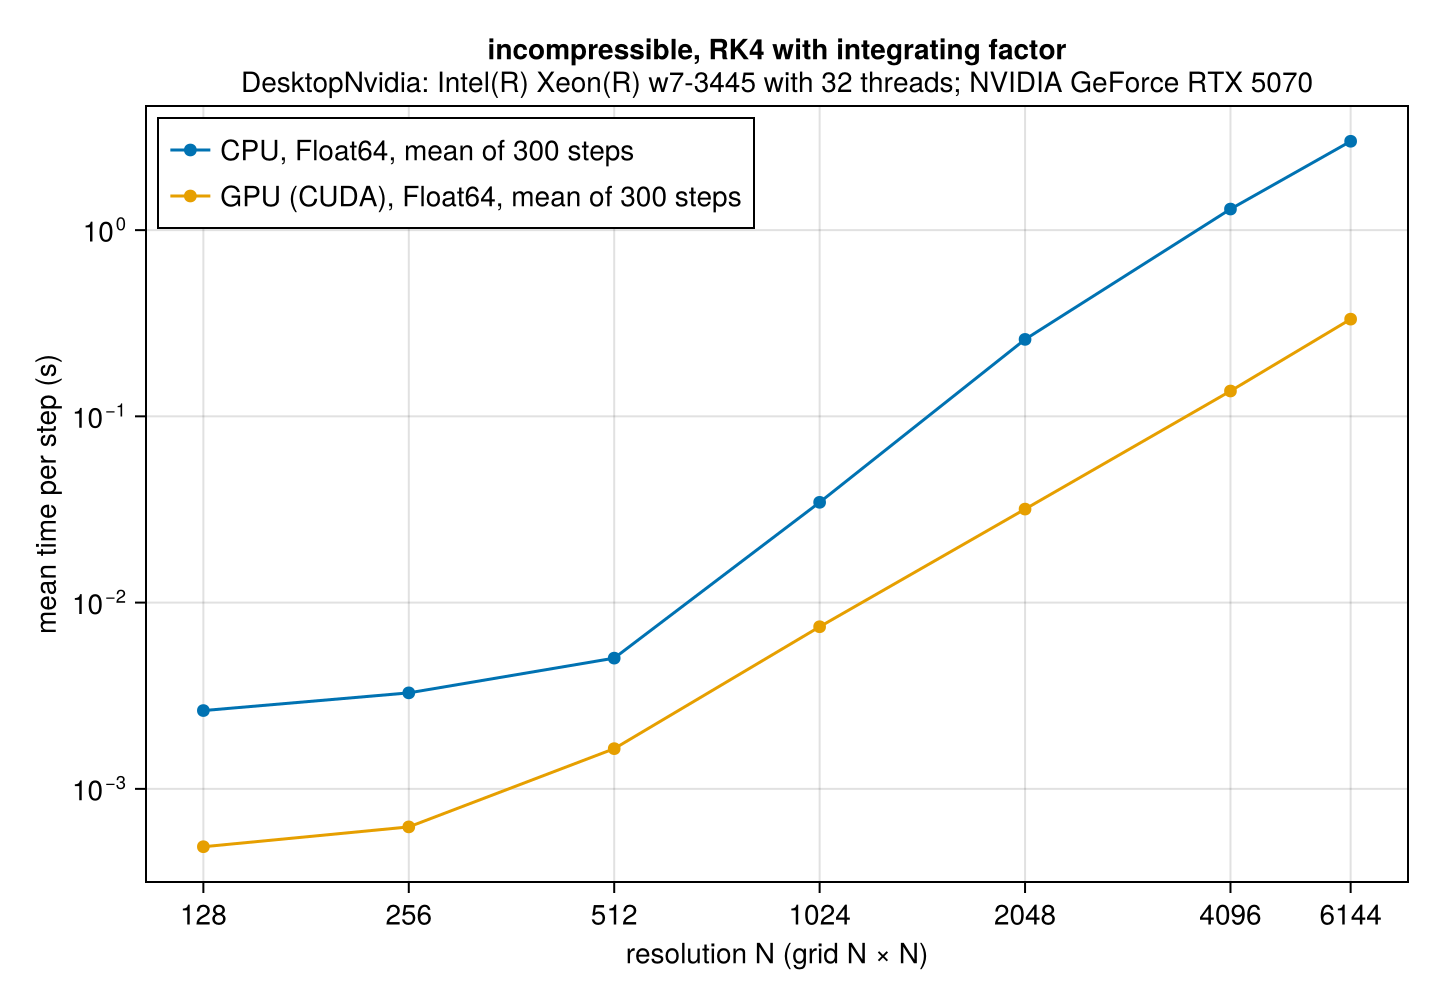 incompressible, RK4 with integrating factor
DesktopNvidia: Intel(R) Xeon(R) w7-3445 with 32 threads; NVIDIA GeForce RTX 5070
CPU, Float64, mean of 300 steps
GPU (CUDA), Float64, mean of 300 steps
mean time per step (s)
10⁰
10⁻¹
10⁻²
10⁻³
128 256 512 1024 2048 4096 6144
resolution N (grid N × N)